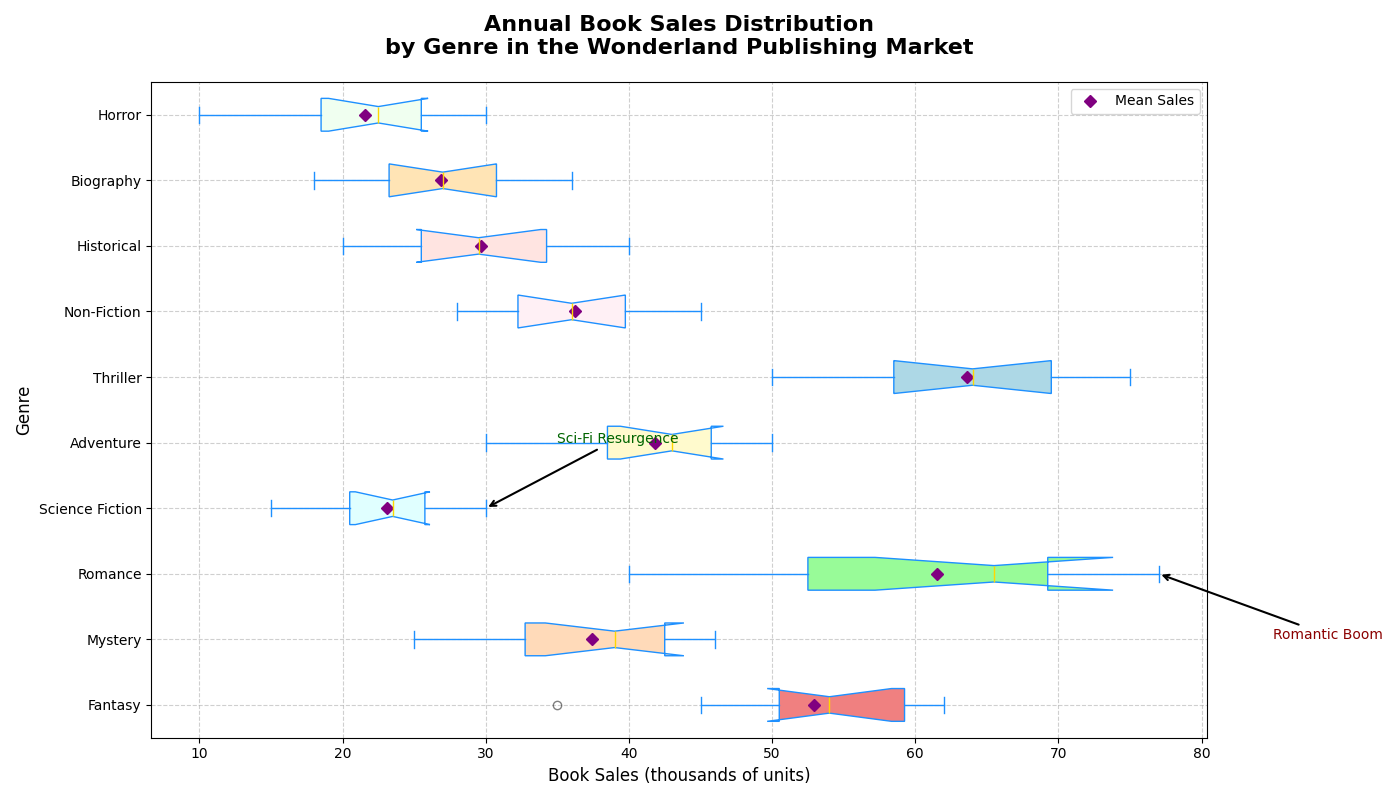 Annual Book Sales Distribution
by Genre in the Wonderland Publishing Market
Mean Sales
Horror
Biography
Historical
Non-Fiction
Thriller
Adventure
Science Fiction
Romance
Mystery
Fantasy
Genre
Sci-Fi Resurgence
Romantic Boom
10 20 30 40 50 60 70 80
Book Sales (thousands of units)